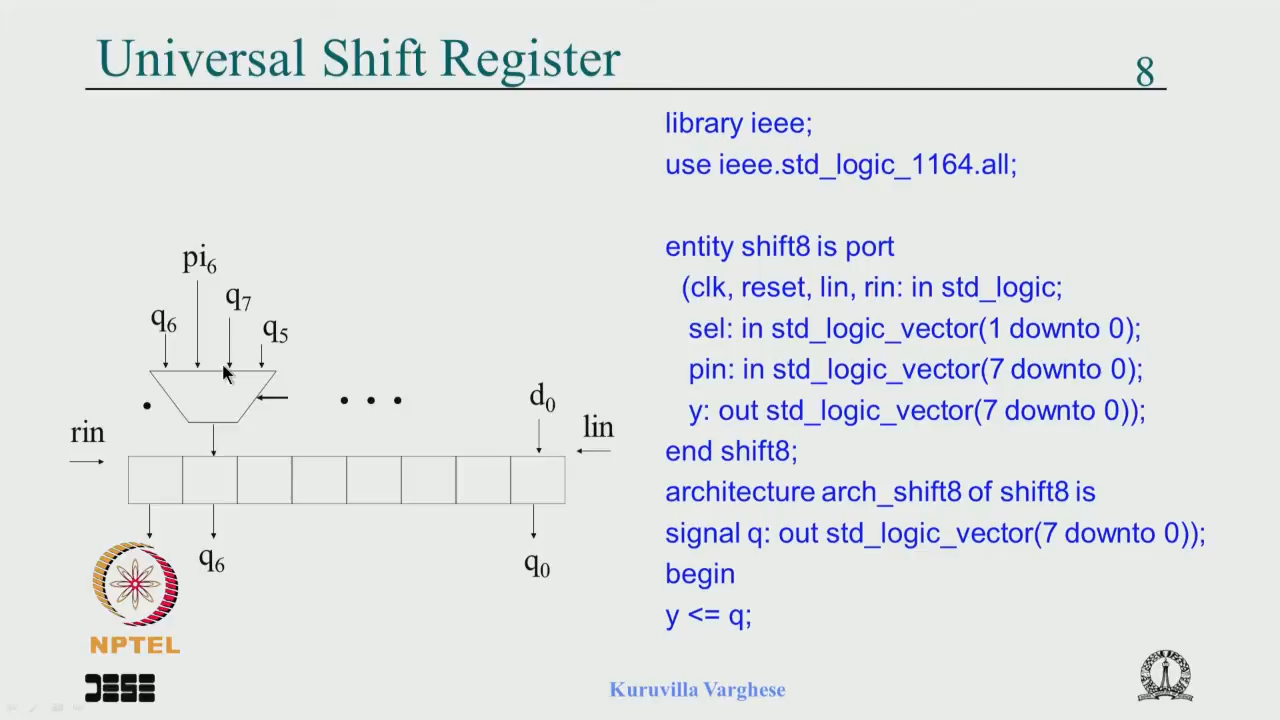 Universal Shift Register
8
library ieee;
use ieee.std_logic_1164.all;
entity shift8 is port
(clk, reset, lin, rin: in std_logic;
sel: in std_logic_vector(1 downto 0);
pin: in std_logic_vector(7 downto 0);
y: out std_logic_vector(7 downto 0));
end shift8;
architecture arch_shift8 of shift8 is
signal q: out std_logic_vector(7 downto 0));
begin
y <= q;
pi6
q7
q6
q5
d0
rin
lin
q6
q0
NPTEL
Kuruvilla Varghese